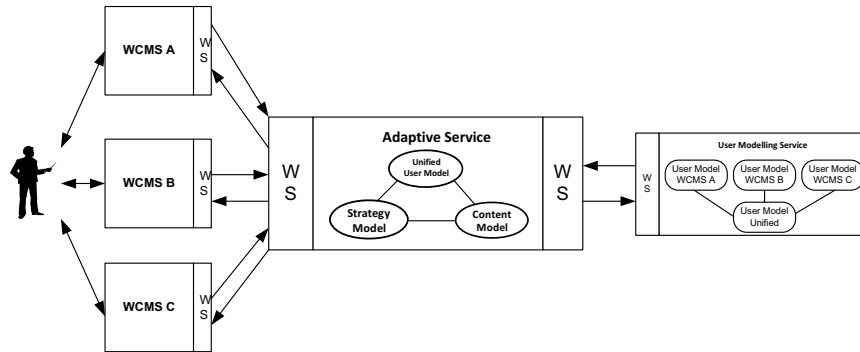 WCMS A
W
S
WCMS B
W
S
WCMS C
W
S
W
S
Adaptive Service
Unified
User Model
Strategy
Model
Content
Model
W
S
W
S
User Modelling Service
User Model
WCMS A
User Model
WCMS B
User Model
WCMS C
User Model
Unified